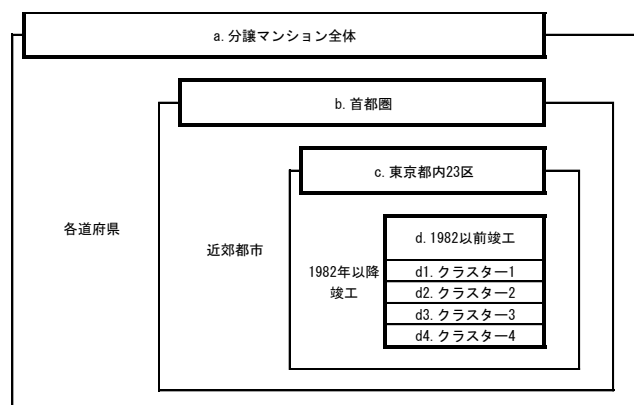 a.分譲マンション全体
b.首都圏
c.東京都内23区
各道府県
近郊都市
1982年以降
竣工
d.1982以前竣工
d1.クラスター1
d2.クラスター2
d3.クラスター3
d4.クラスター4